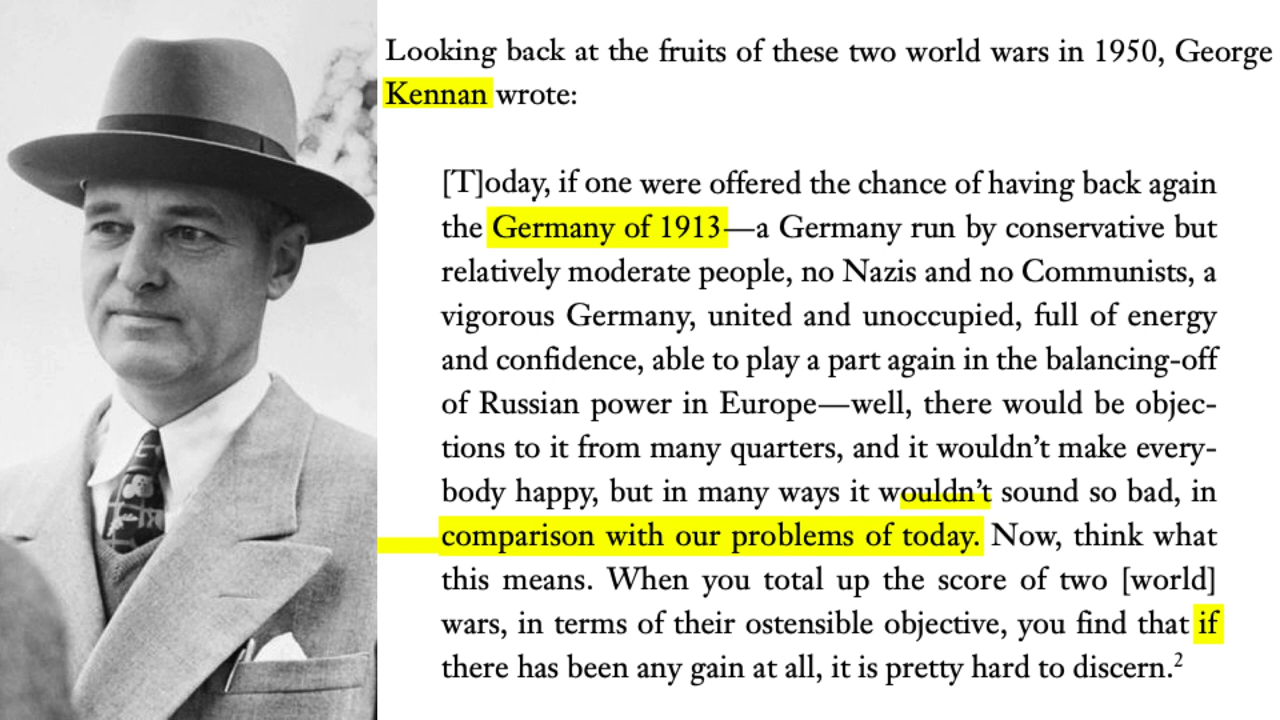 Looking back at the fruits of these two world wars in 1950, George
Kennan wrote:
[T]oday, if one were offered the chance of having back again
the Germany of 1913—a Germany run by conservative but
relatively moderate people, no Nazis and no Communists, a
vigorous Germany, united and unoccupied, full of energy
and confidence, able to play a part again in the balancing-off
of Russian power in Europe—well, there would be objec-
tions to it from many quarters, and it wouldn’t make every-
body happy, but in many ways it wouldn’t sound so bad, in
comparison with our problems of today. Now, think what
this means. When you total up the score of two [world]
wars, in terms of their ostensible objective, you find that if
there has been any gain at all, it is pretty hard to discern.2